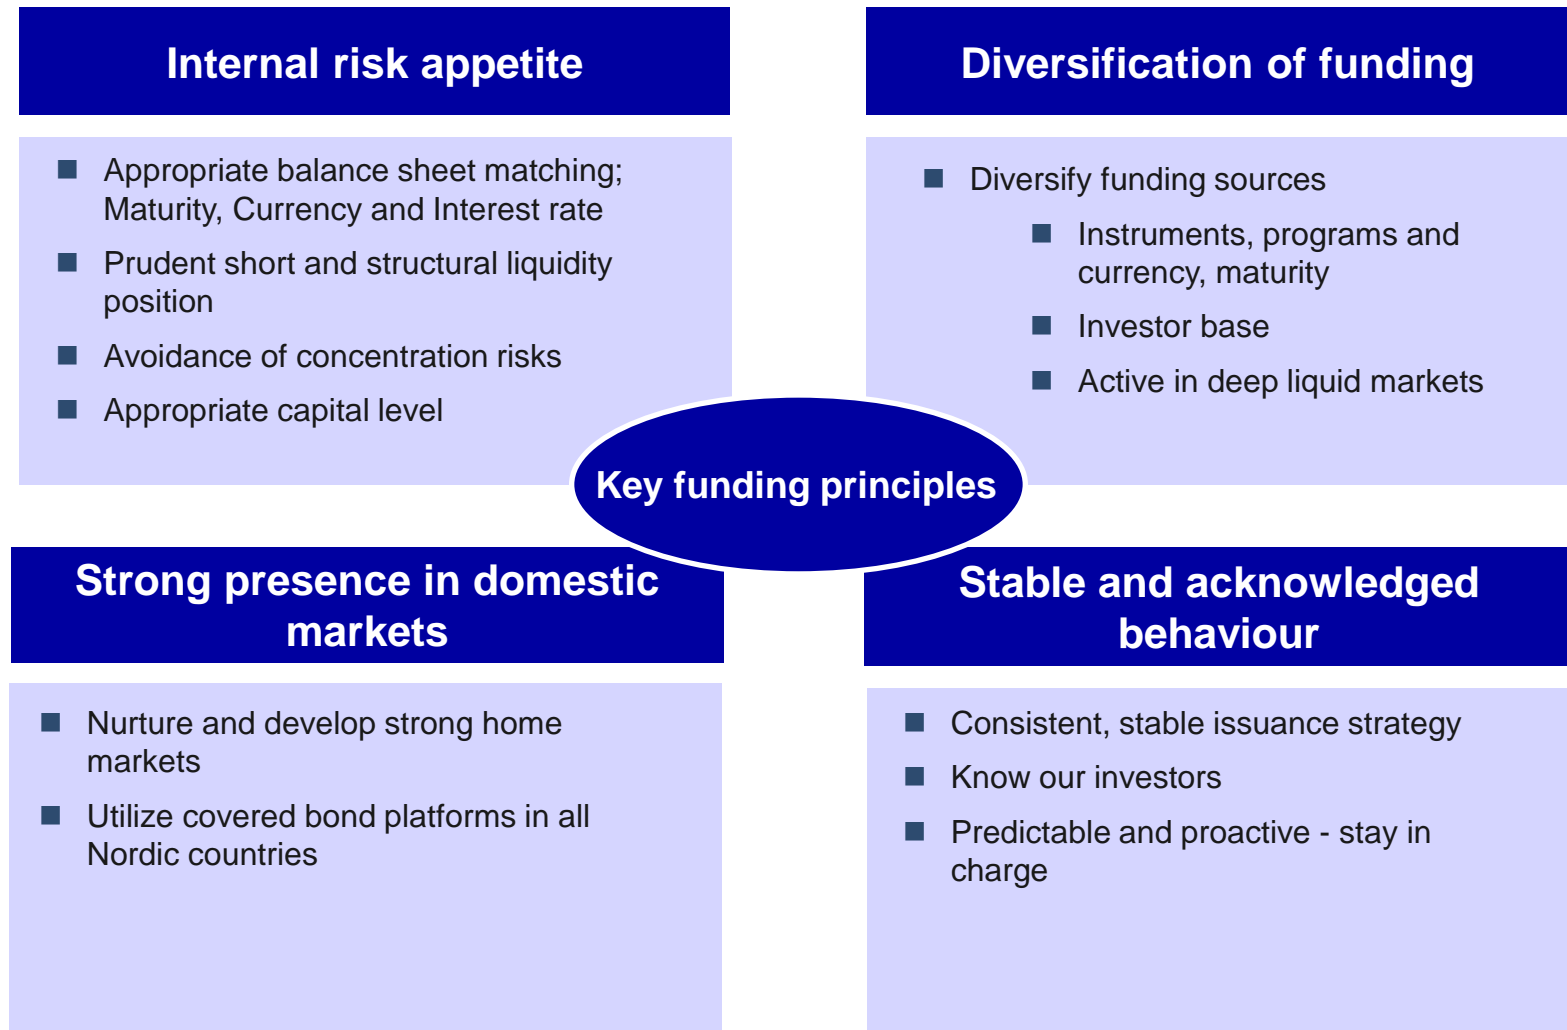 Internal risk appetite
Appropriate balance sheet matching;
Maturity, Currency and Interest rate
Prudent short and structural liquidity
position
Avoidance of concentration risks
Appropriate capital level
Diversification of funding
Diversify funding sources
Instruments, programs and
currency, maturity
Investor base
Active in deep liquid markets
Key funding principles
Strong presence in domestic
markets
Nurture and develop strong home
markets
Utilize covered bond platforms in all
Nordic countries
Stable and acknowledged
behaviour
Consistent, stable issuance strategy
Know our investors
Predictable and proactive - stay in
charge